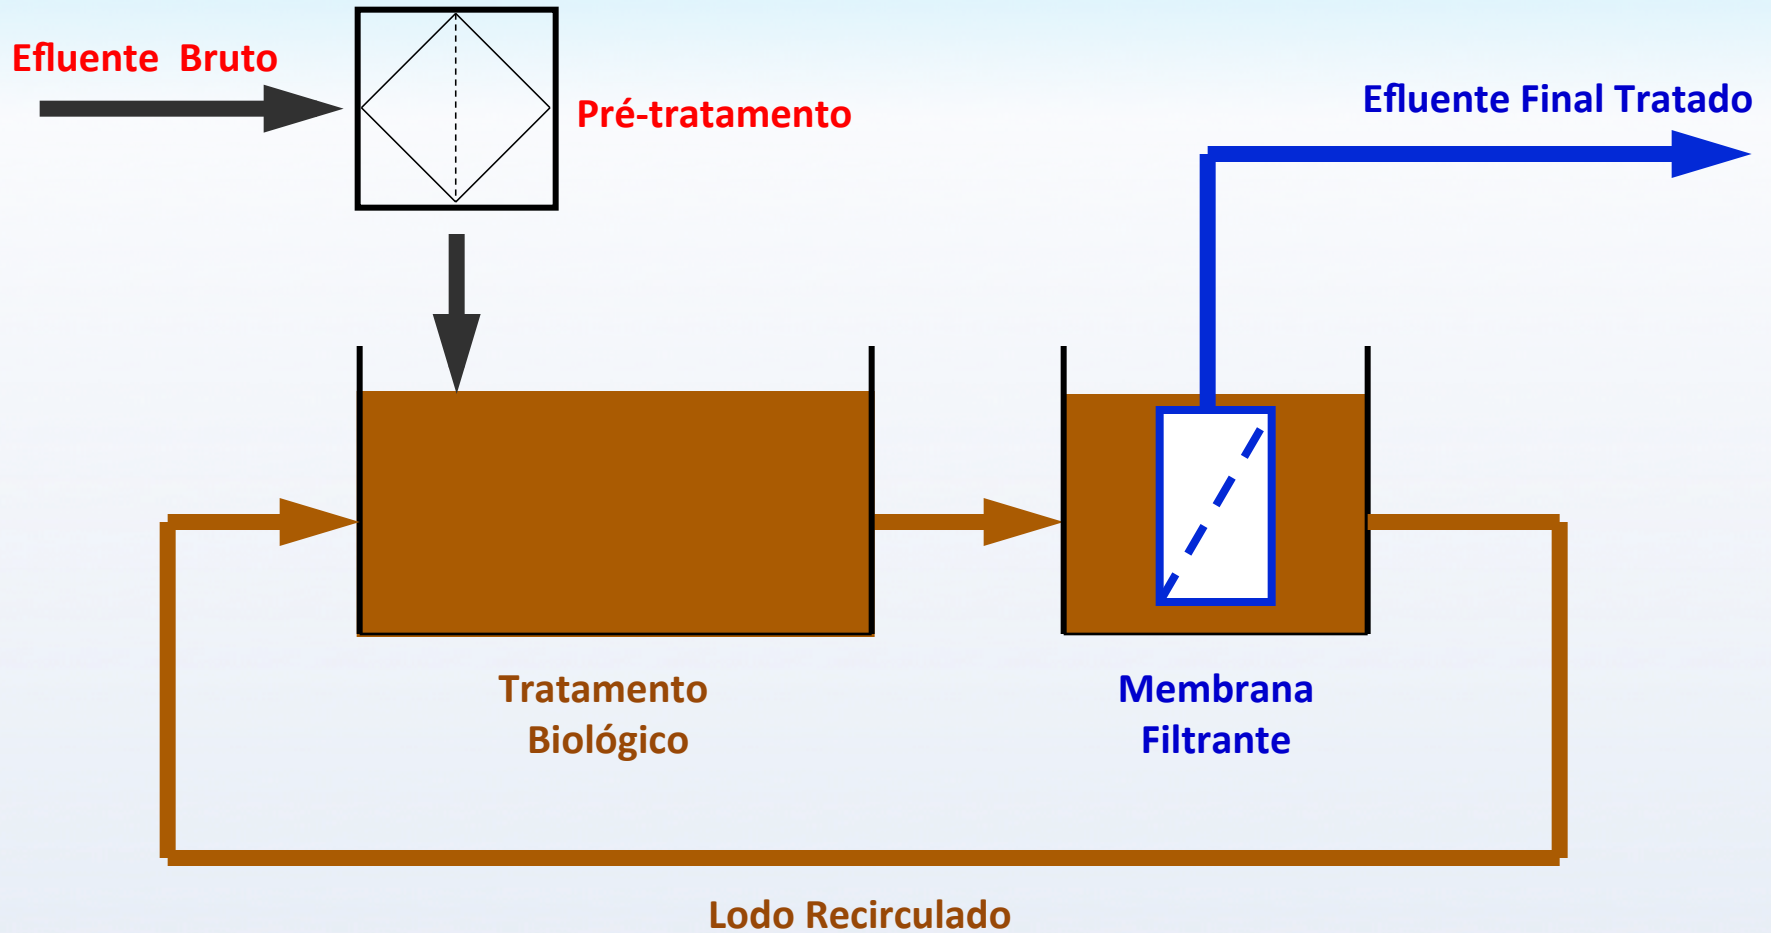 Efluente Bruto
Pré-tratamento
Efluente Final Tratado
Tratamento
Biológico
Membrana
Filtrante
Lodo Recirculado